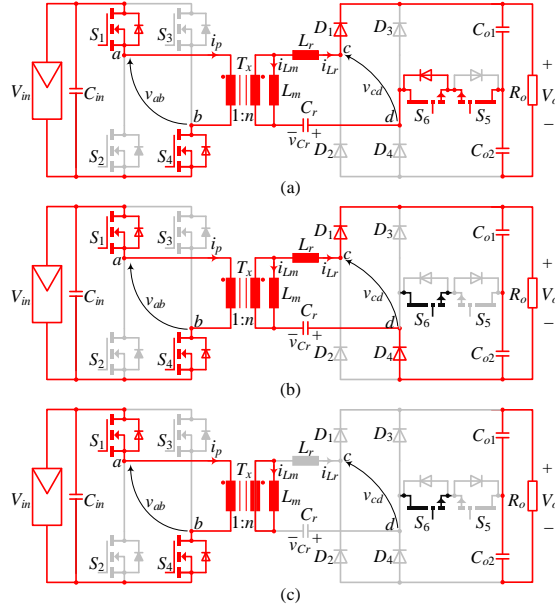 S1 S3 D1 D3 Co1
a ip Tx Lr c
Vin Cin vab iLm iLr vcd Ro + Vo −
Lm S6 S5
b Cr d
1:n − vCr +
S2 S4 D2 D4 Co2
(a)
S1 S3 D1 D3 Co1
a ip Tx Lr c
Vin Cin vab iLm iLr vcd Ro + Vo −
Lm S6 S5
b Cr d
1:n − vCr +
S2 S4 D2 D4 Co2
(b)
S1 S3 D1 D3 Co1
a ip Tx Lr c
Vin Cin vab iLm iLr vcd Ro + Vo −
Lm S6 S5
b Cr d
1:n − vCr +
S2 S4 D2 D4 Co2
(c)